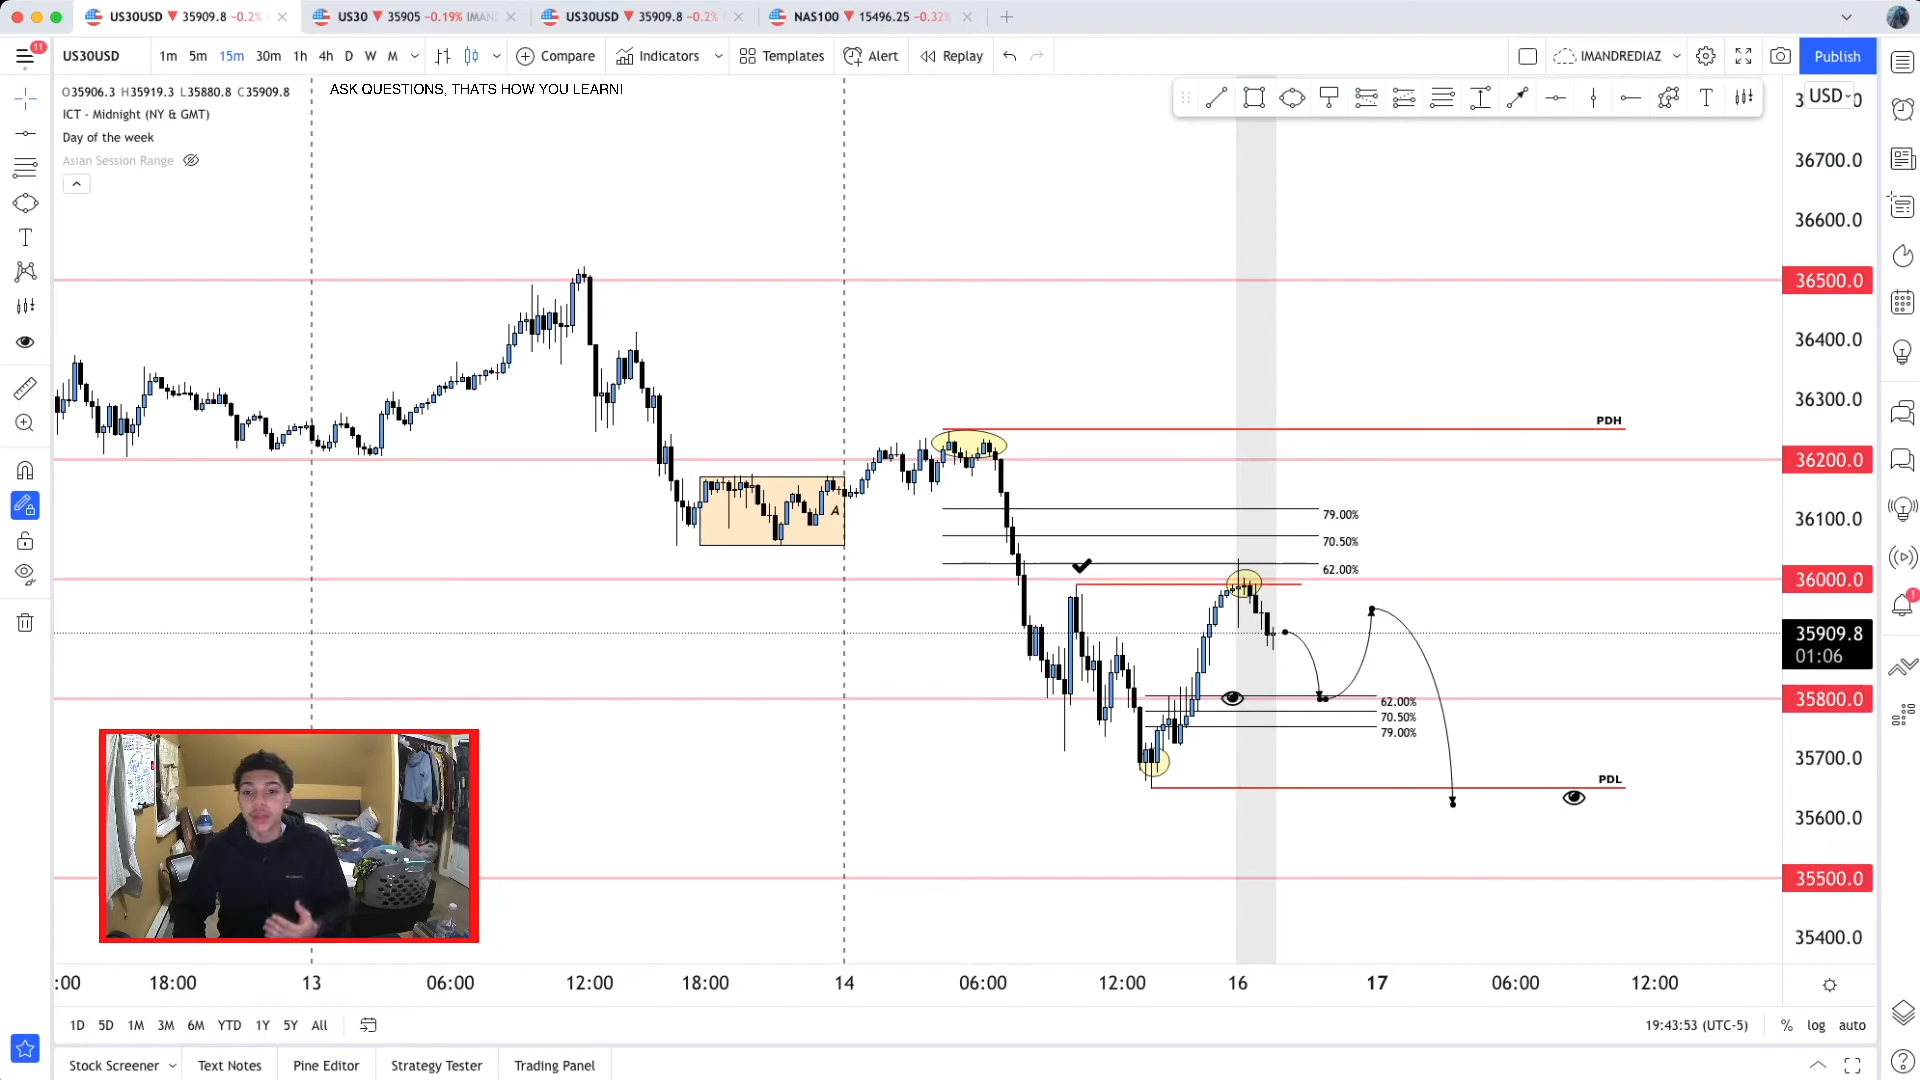 US30USD ▼ 35909.8 -0.2%
US30 ▼ 35905 -0.19% IMAN
US30USD ▼ 35909.8 -0.2%
NAS100 ▼ 15496.25 -0.32%
11
US30USD
1m 5m 15m 30m 1h 4h D W M
Compare
Indicators
Templates
Alert
Replay
IMANDREDIAZ
Publish
O35906.3 H35919.3 L35880.8 C35909.8
ASK QUESTIONS, THATS HOW YOU LEARN!
ICT - Midnight (NY & GMT)
Day of the week
Asian Session Range
T
T
USD
36700.0
36600.0
36500.0
36400.0
36300.0
PDH
36200.0
A
79.00%
36100.0
70.50%
62.00%
36000.0
1
35909.8
01:06
62.00%
35800.0
70.50%
79.00%
35700.0
PDL
35600.0
35500.0
35400.0
:00 18:00 13 06:00 12:00 18:00 14 06:00 12:00 16 17 06:00 12:00
1D 5D 1M 3M 6M YTD 1Y 5Y All
19:43:53 (UTC-5) % log auto
Stock Screener Text Notes Pine Editor Strategy Tester Trading Panel